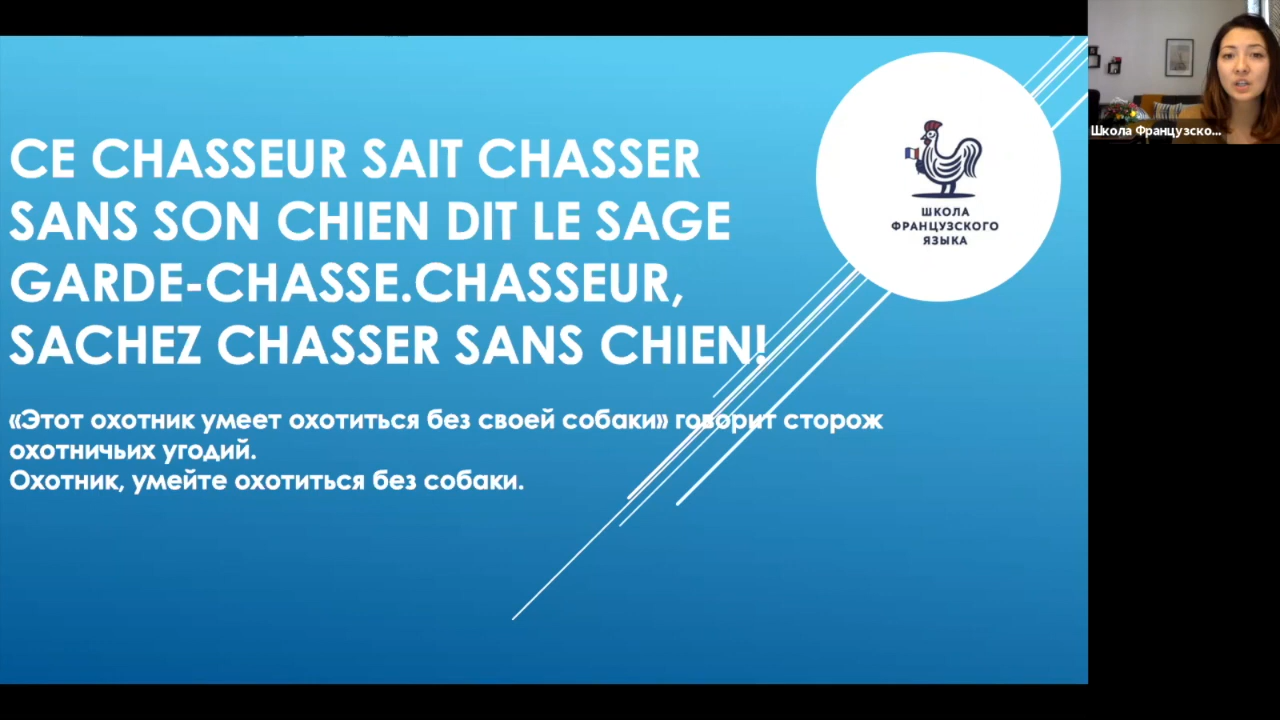 CE CHASSEUR SAIT CHASSER
SANS SON CHIEN DIT LE SAGE
GARDE-CHASSE.CHASSEUR,
SACHEZ CHASSER SANS CHIEN!
«Этот охотник умеет охотиться без своей собаки» говорит сторож
охотничьих угодий.
Охотник, умейте охотиться без собаки.
ШКОЛА
ФРАНЦУЗСКОГО
ЯЗЫКА
Школа Французско...